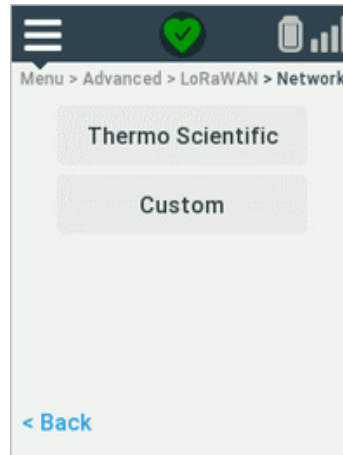 Menu > Advanced > LoRaWAN > Network
Thermo Scientific
Custom
< Back